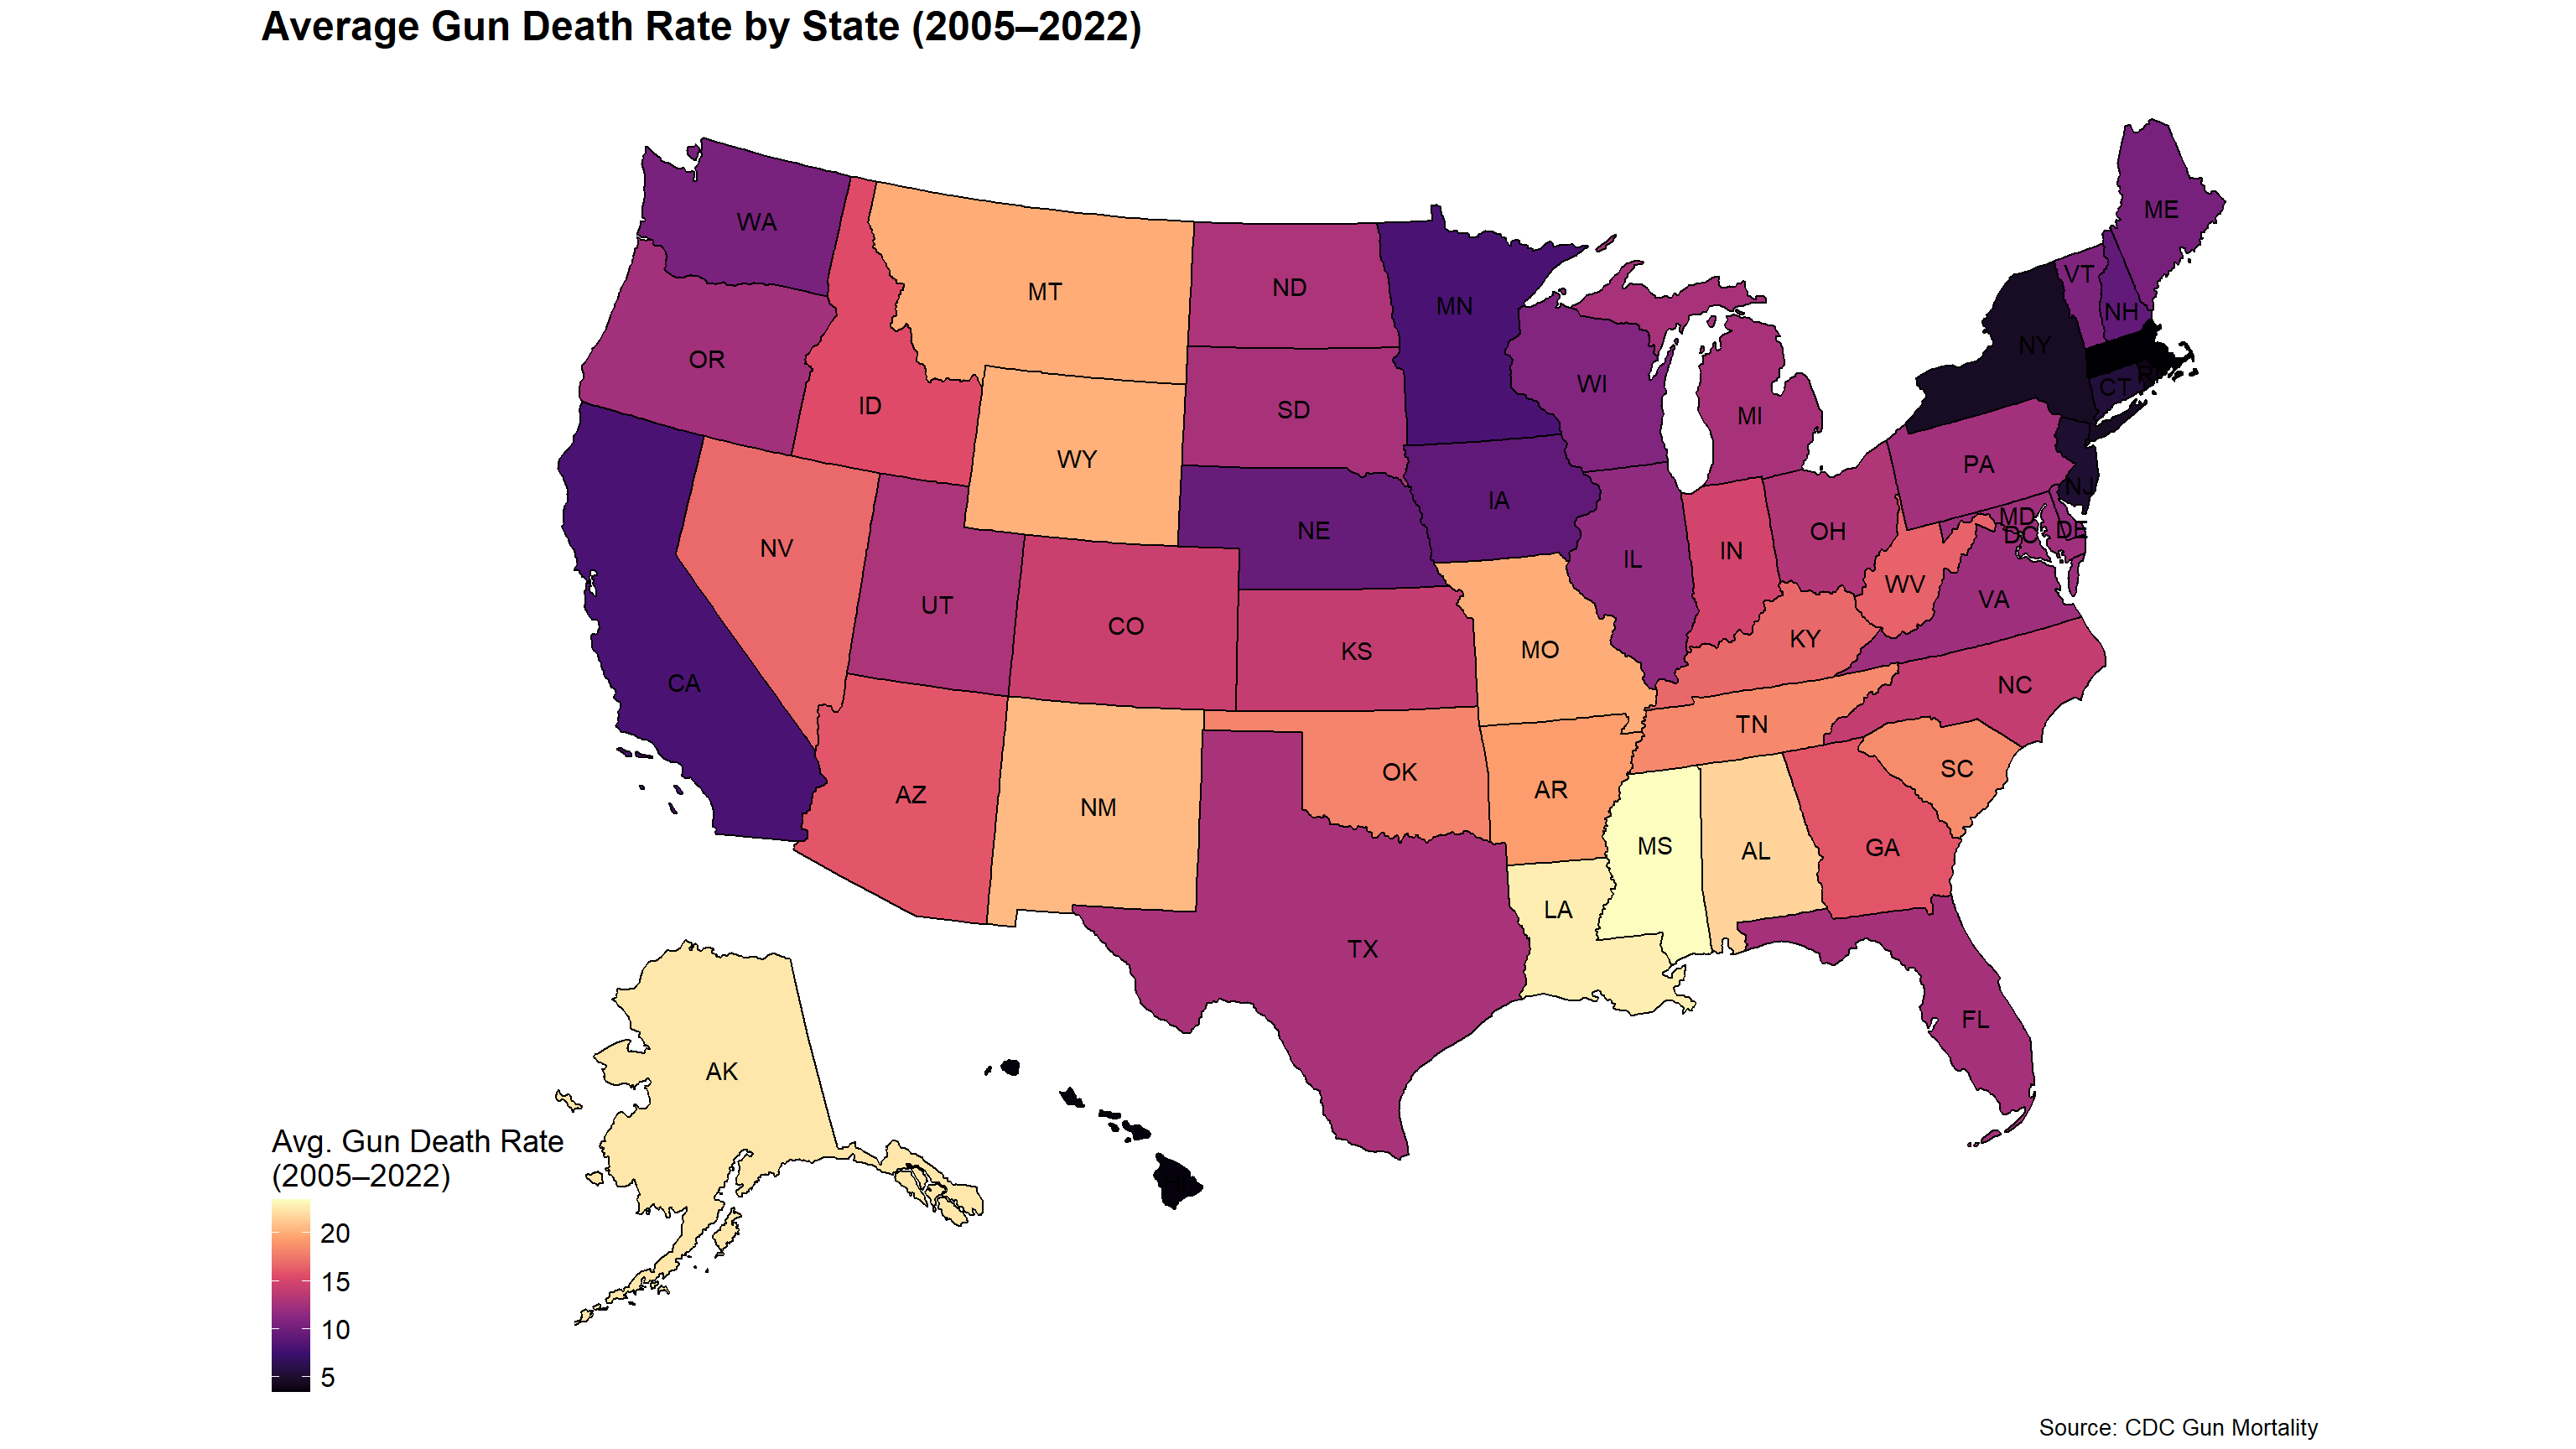 Average Gun Death Rate by State (2005–2022)
ME
WA
VT
ND
MT
MN
NH
NY
OR
WI
CT
R
ID
SD
MI
WY
PA
NJ
IA
MD
DE
NE
OH
DC
NV
IN
IL
WV
UT
VA
CO
KY
KS
MO
CA
NC
TN
SC
OK
AR
AZ
NM
MS
GA
AL
LA
TX
FL
AK
Avg. Gun Death Rate
(2005–2022)
20
15
10
5
Source: CDC Gun Mortality